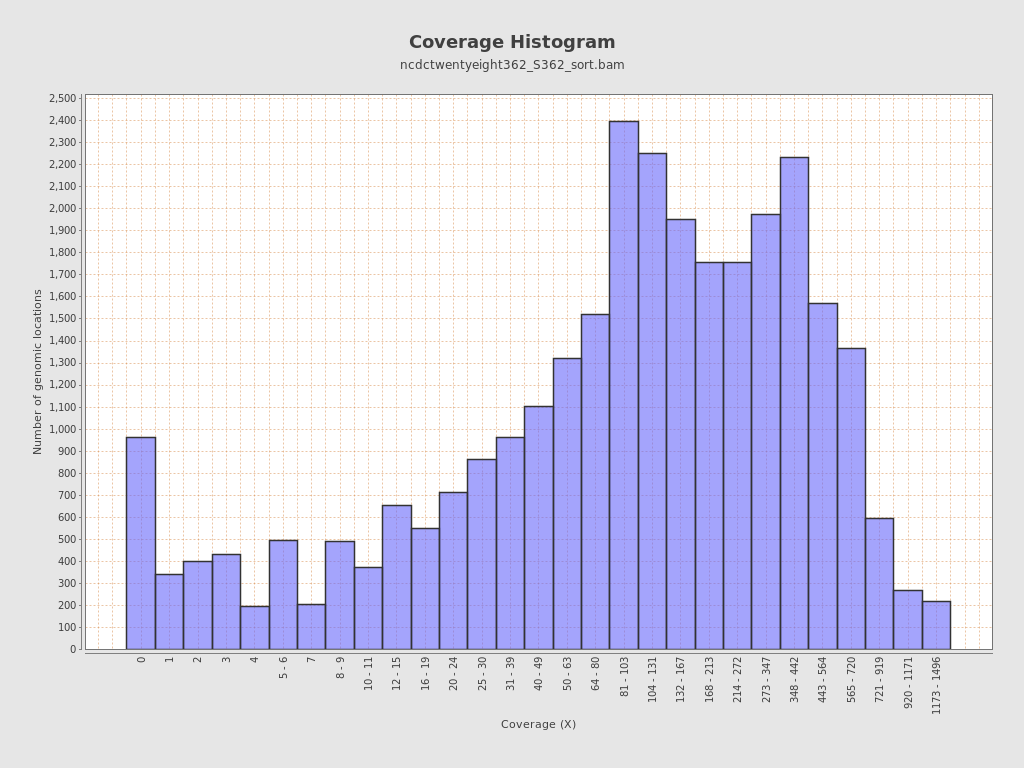 Coverage Histogram
ncdctwentyeight362_S362_sort.bam
2,500
2,400
2,300
2,200
2,100
2,000
1,900
1,800
1,700
1,600
1,500
1,400
1,300
1,200
1,100
1,000
900
800
700
600
500
400
300
200
100
0
Number of genomic locations
0
1
2
3
4
5 - 6
7
8 - 9
10 - 11
12 - 15
16 - 19
20 - 24
25 - 30
31 - 39
40 - 49
50 - 63
64 - 80
81 - 103
104 - 131
132 - 167
168 - 213
214 - 272
273 - 347
348 - 442
443 - 564
565 - 720
721 - 919
920 - 1171
1173 - 1496
Coverage (X)